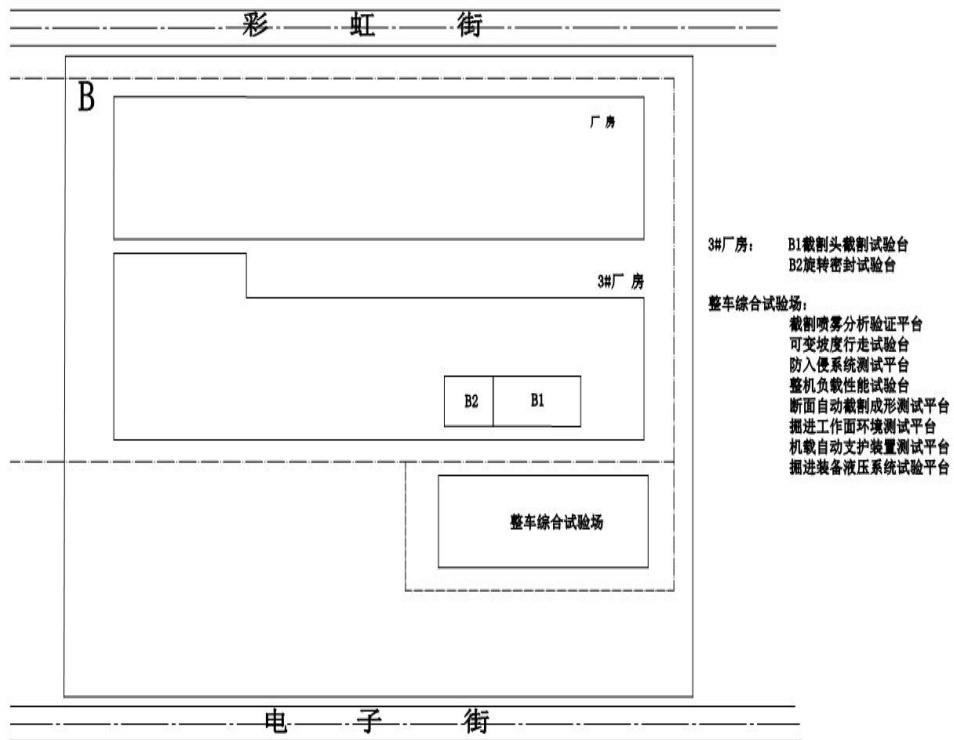 彩虹街
B
厂房
3#厂房
B2 B1
整车综合试验场
电子街
3#厂房: B1截割头截割试验台
B2旋转密封试验台
整车综合试验场:
截割喷雾分析验证平台
可变坡度行走试验台
防入侵系统测试平台
整机负载性能试验台
断面自动截割成形测试平台
掘进工作面环境测试平台
机载自动支护装置测试平台
掘进装备液压系统试验平台